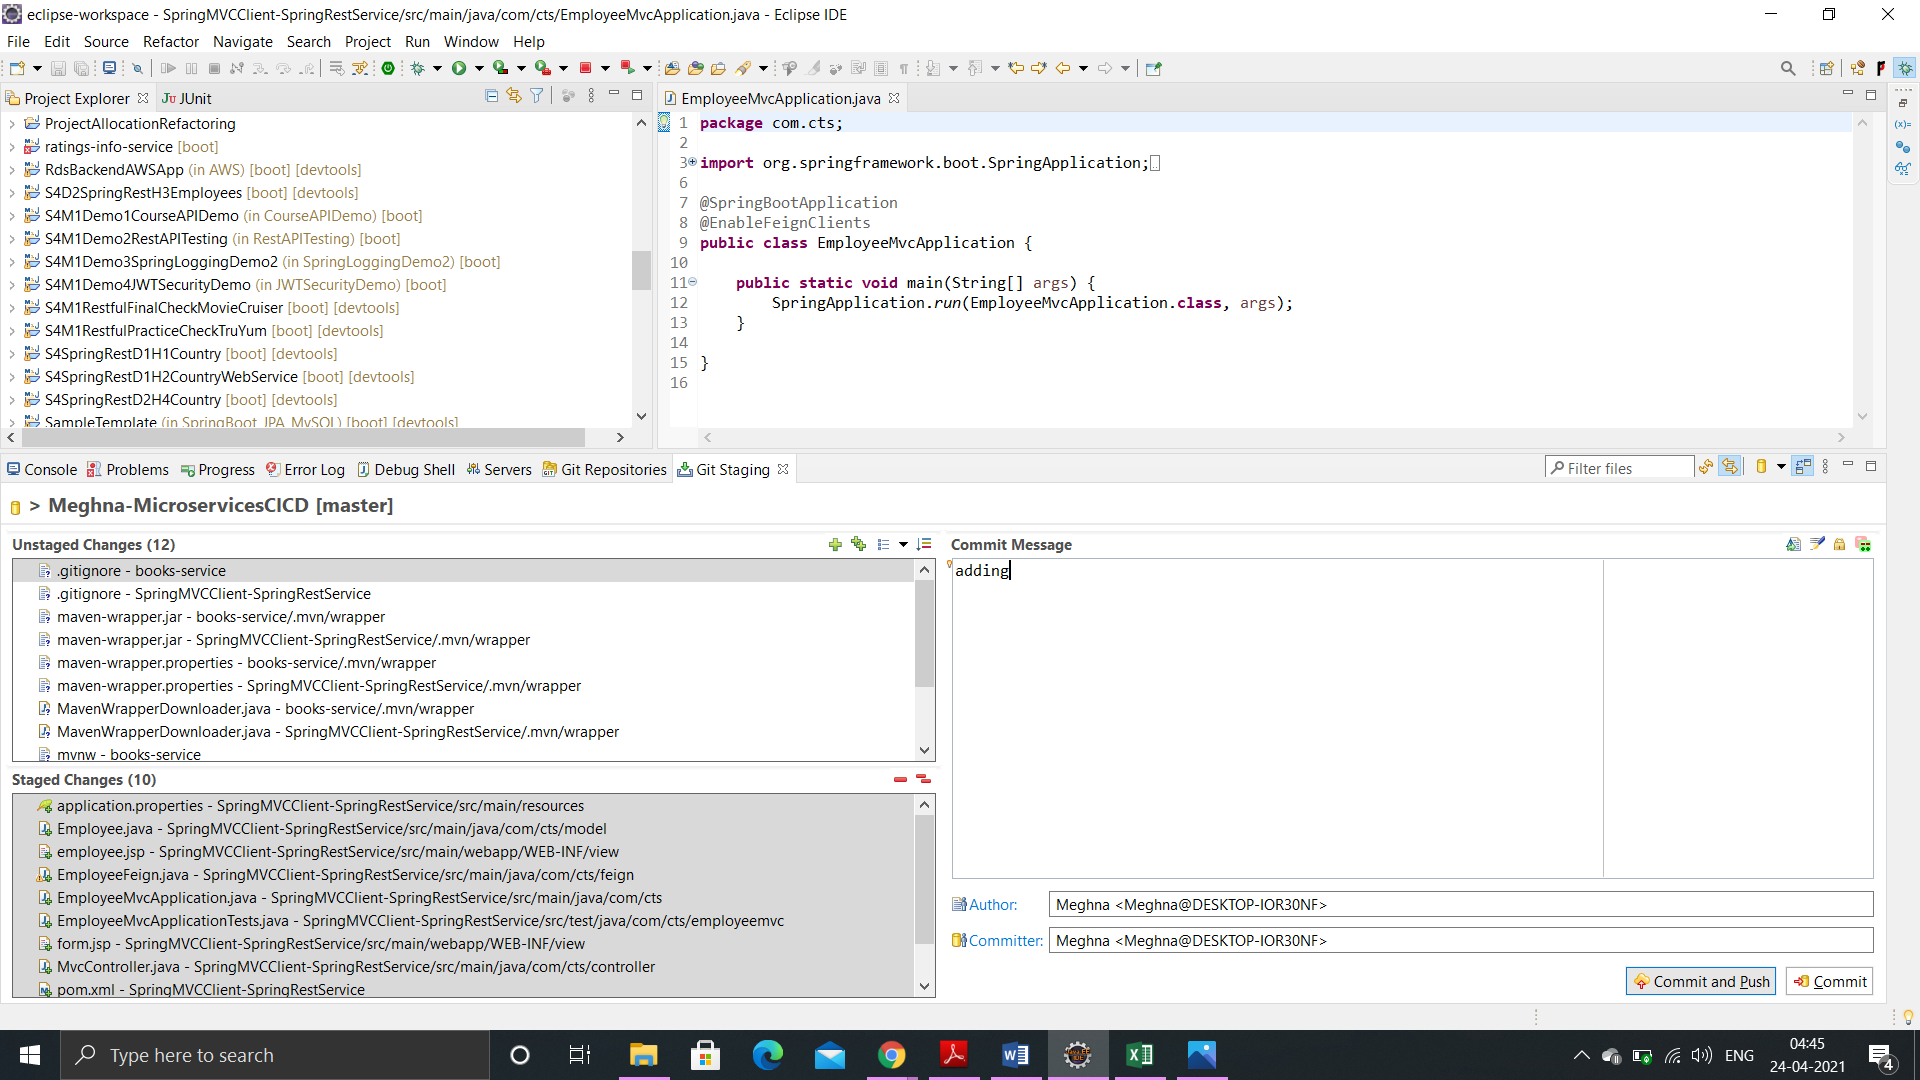 eclipse-workspace - SpringMVCClient-SpringRestService/src/main/java/com/cts/EmployeeMvcApplication.java - Eclipse IDE
File Edit Source Refactor Navigate Search Project Run Window Help
Project Explorer JUnit
ProjectAllocationRefactoring
ratings-info-service [boot]
RdsBackendAWSApp (in AWS) [boot] [devtools]
S4D2SpringRestH3Employees [boot] [devtools]
S4M1Demo1CourseAPIDemo (in CourseAPIDemo) [boot]
S4M1Demo2RestAPITesting (in RestAPITesting) [boot]
S4M1Demo3SpringLoggingDemo2 (in SpringLoggingDemo2) [boot]
S4M1Demo4JWTSecurityDemo (in JWTSecurityDemo) [boot]
S4M1RestfulFinalCheckMovieCruiser [boot] [devtools]
S4M1RestfulPracticeCheckTruYum [boot] [devtools]
S4SpringRestD1H1Country [boot] [devtools]
S4SpringRestD1H2CountryWebService [boot] [devtools]
S4SpringRestD2H4Country [boot] [devtools]
SampleTemplate (in SpringBoot_JPA_MySQL) [boot] [devtools]
EmployeeMvcApplication.java
1 package com.cts;
2
3 import org.springframework.boot.SpringApplication;
6
7 @SpringBootApplication
8 @EnableFeignClients
9 public class EmployeeMvcApplication {
10
11 public static void main(String[] args) {
12 SpringApplication.run(EmployeeMvcApplication.class, args);
13 }
14
15 }
16
Console Problems Progress Error Log Debug Shell Servers Git Repositories Git Staging
Filter files
> Meghna-MicroservicesCICD [master]
Unstaged Changes (12)
.gitignore - books-service
.gitignore - SpringMVCClient-SpringRestService
maven-wrapper.jar - books-service/.mvn/wrapper
maven-wrapper.jar - SpringMVCClient-SpringRestService/.mvn/wrapper
maven-wrapper.properties - books-service/.mvn/wrapper
maven-wrapper.properties - SpringMVCClient-SpringRestService/.mvn/wrapper
MavenWrapperDownloader.java - books-service/.mvn/wrapper
MavenWrapperDownloader.java - SpringMVCClient-SpringRestService/.mvn/wrapper
mvnw - books-service
Staged Changes (10)
application.properties - SpringMVCClient-SpringRestService/src/main/resources
Employee.java - SpringMVCClient-SpringRestService/src/main/java/com/cts/model
employee.jsp - SpringMVCClient-SpringRestService/src/main/webapp/WEB-INF/view
EmployeeFeign.java - SpringMVCClient-SpringRestService/src/main/java/com/cts/feign
EmployeeMvcApplication.java - SpringMVCClient-SpringRestService/src/main/java/com/cts
EmployeeMvcApplicationTests.java - SpringMVCClient-SpringRestService/src/test/java/com/cts/employeemvc
form.jsp - SpringMVCClient-SpringRestService/src/main/webapp/WEB-INF/view
MvcController.java - SpringMVCClient-SpringRestService/src/main/java/com/cts/controller
pom.xml - SpringMVCClient-SpringRestService
Commit Message
adding
Author: Meghna <Meghna@DESKTOP-IOR30NF>
Committer: Meghna <Meghna@DESKTOP-IOR30NF>
Commit and Push Commit
Type here to search
ENG
04:45
24-04-2021
4